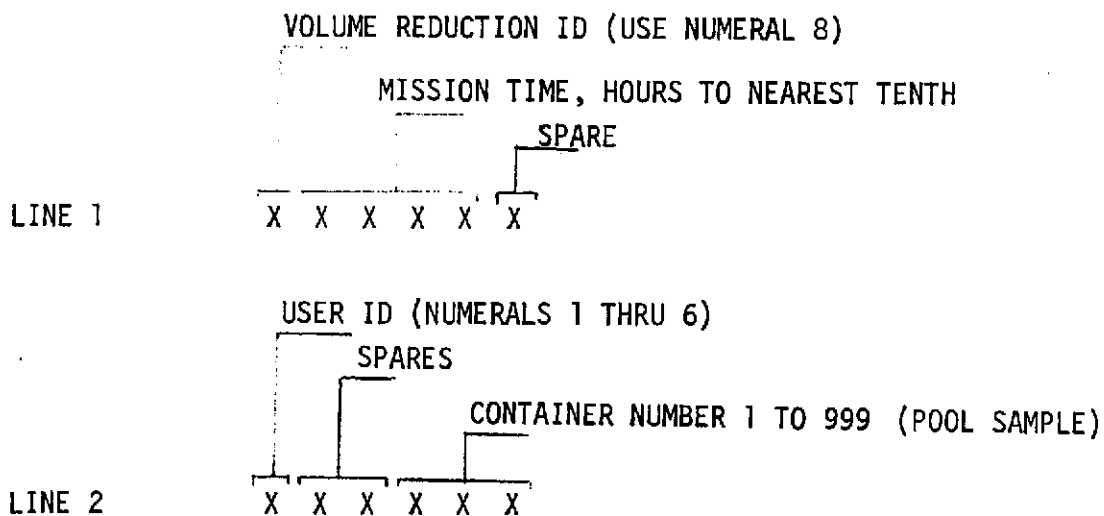 VOLUME REDUCTION ID (USE NUMERAL 8)
MISSION TIME, HOURS TO NEAREST TENTH
SPARE
LINE 1 X X X X X X
USER ID (NUMERALS 1 THRU 6)
SPARES
CONTAINER NUMBER 1 TO 999 (POOL SAMPLE)
LINE 2 X X X X X X